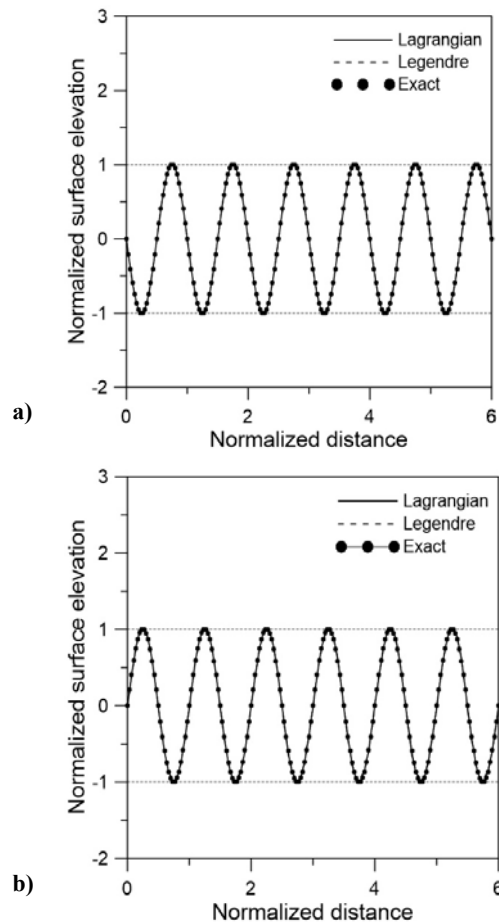 3
Lagrangian
Legendre
Exact
2
1
0
-1
-2
Normalized surface elevation
0
2
4
6
Normalized distance
a)
3
Lagrangian
Legendre
Exact
2
1
0
-1
-2
Normalized surface elevation
0
2
4
6
Normalized distance
b)